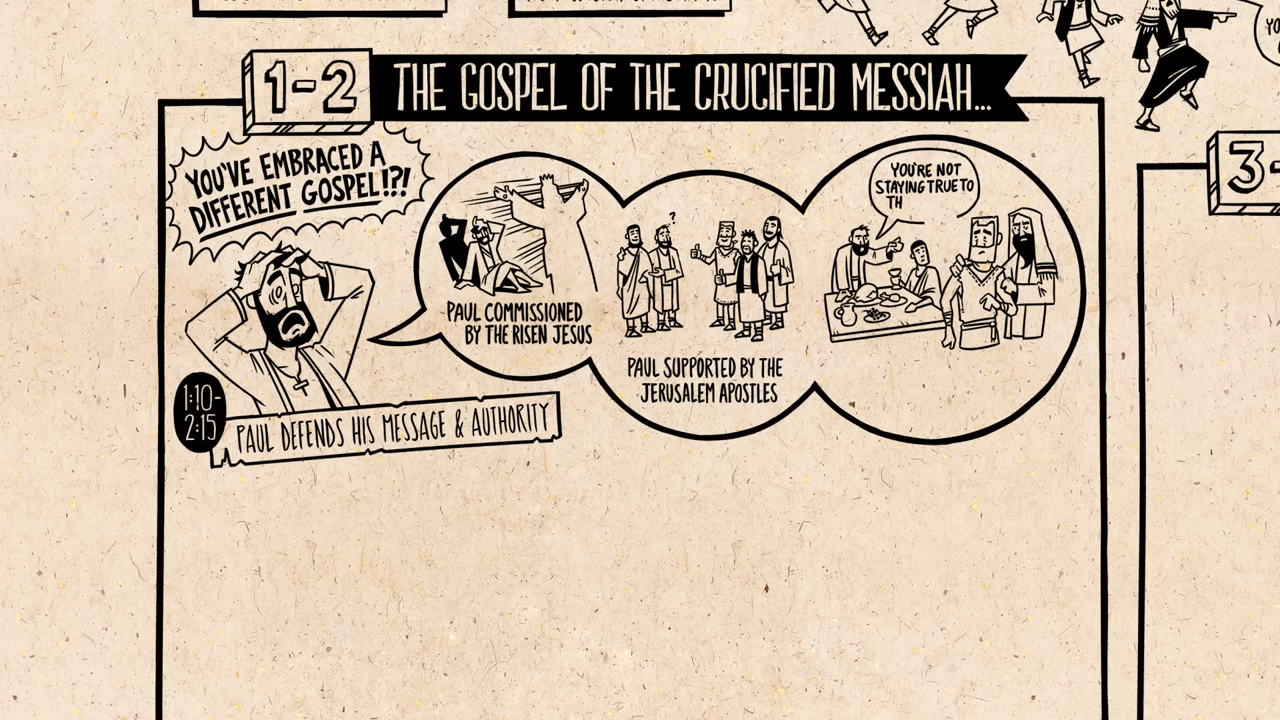 1-2
THE GOSPEL OF THE CRUCIFIED MESSIAH...
YOU'VE EMBRACED A
DIFFERENT GOSPEL!?!
PAUL COMMISSIONED
BY THE RISEN JESUS
?
PAUL SUPPORTED BY THE
JERUSALEM APOSTLES
YOU'RE NOT
STAYING TRUE TO
TH
1:10-
2:15
PAUL DEFENDS HIS MESSAGE & AUTHORITY
3-